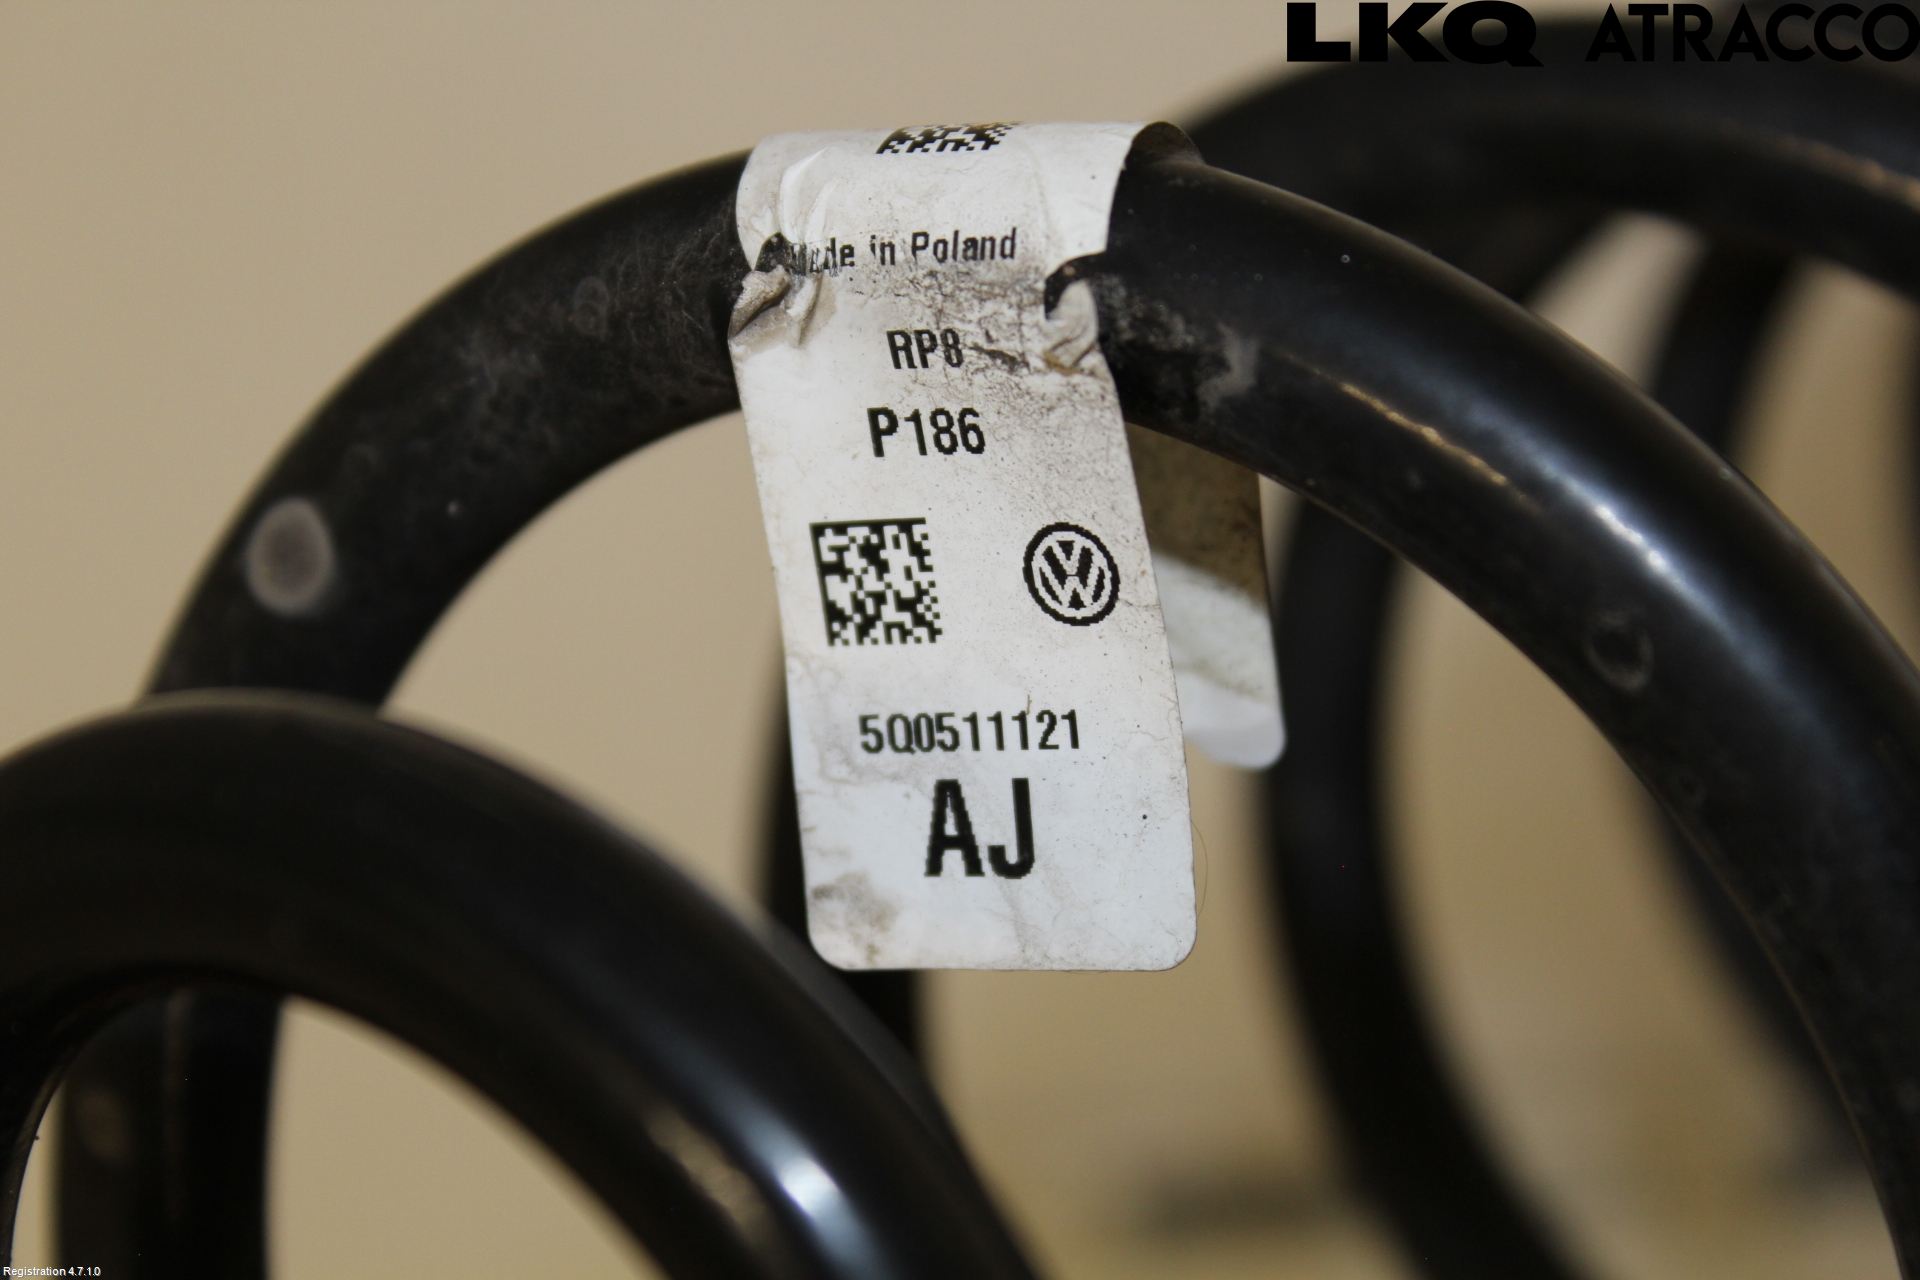 LKQ ATRACCO
Made in Poland
RP8
P186
5Q0511121
AJ
Registration 4.7.1.0